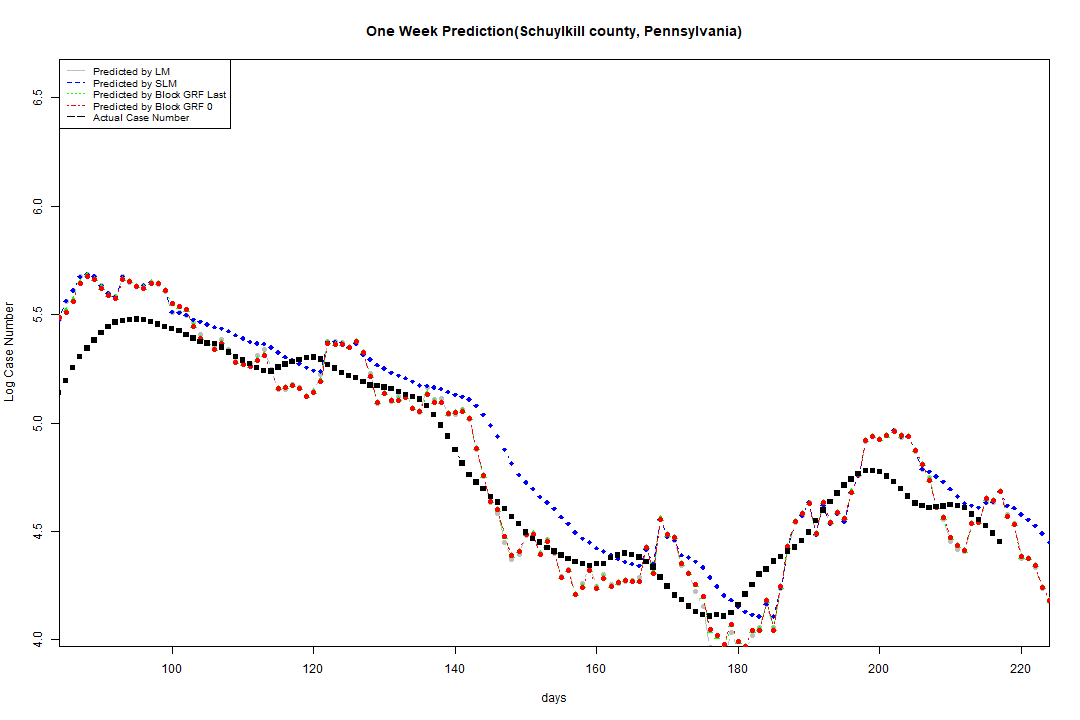 One Week Prediction(Schuylkill county, Pennsylvania)
Predicted by LM
Predicted by SLM
Predicted by Block GRF Last
Predicted by Block GRF 0
Actual Case Number
6.5
6.0
5.5
5.0
4.5
4.0
Log Case Number
100 120 140 160 180 200 220
days